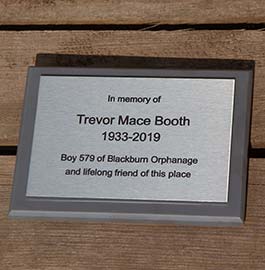 In memory of
Trevor Mace Booth
1933-2019
Boy 579 of Blackburn Orphanage
and lifelong friend of this place